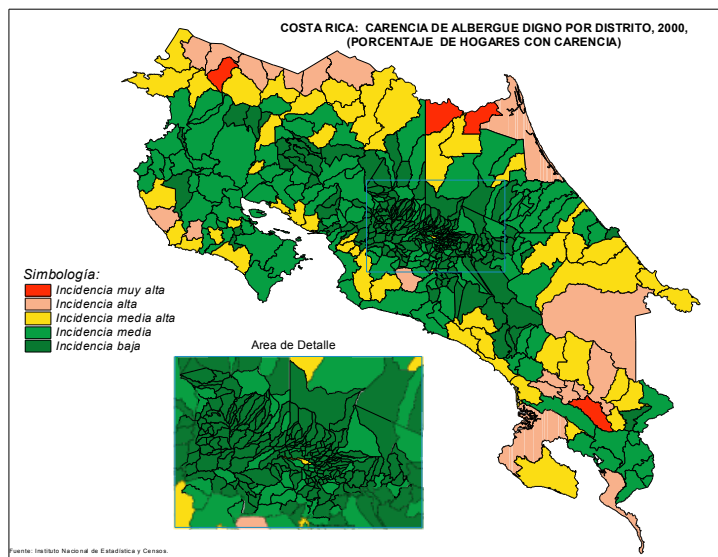 COSTA RICA: CARENCIA DE ALBERGUE DIGNO POR DISTRITO, 2000,
(PORCENTAJE DE HOGARES CON CARENCIA)
Simbología:
Incidencia muy alta
Incidencia alta
Incidencia media alta
Incidencia media
Incidencia baja
Area de Detalle
Fuente: Instituto Nacional de Estadística y Censos.